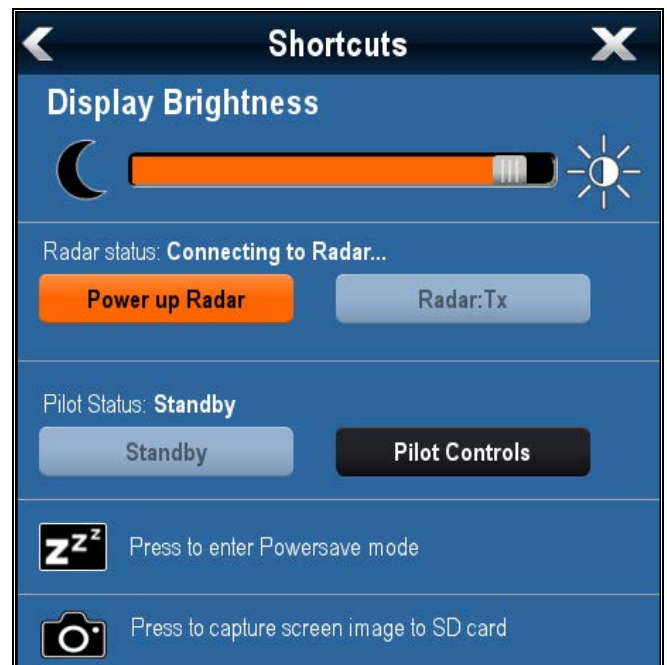 Shortcuts
Display Brightness
Radar status: Connecting to Radar...
Power up Radar Radar:Tx
Pilot Status: Standby
Standby Pilot Controls
zzz Press to enter Powersave mode
Press to capture screen image to SD card